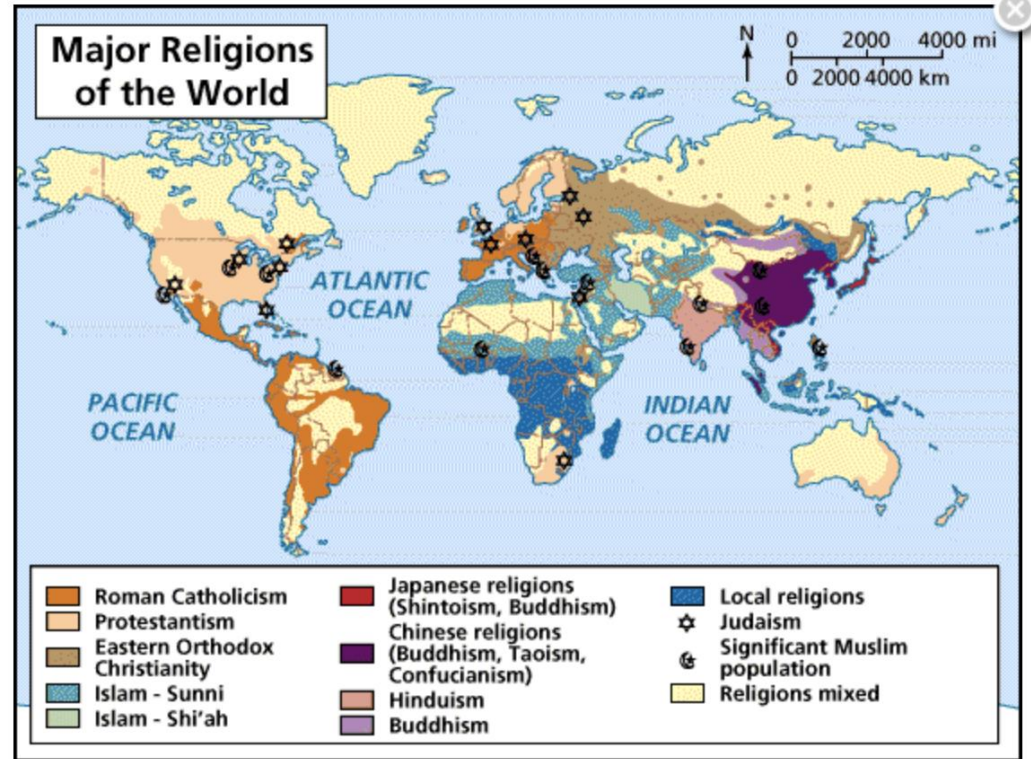 Major Religions
of the World
N
0 2000 4000 mi
0 2000 4000 km
ATLANTIC
OCEAN
PACIFIC
OCEAN
INDIAN
OCEAN
Roman Catholicism
Protestantism
Eastern Orthodox
Christianity
Islam - Sunni
Islam - Shi'ah
Japanese religions
(Shintoism, Buddhism)
Chinese religions
(Buddhism, Taoism,
Confucianism)
Hinduism
Buddhism
Local religions
Judaism
Significant Muslim
population
Religions mixed